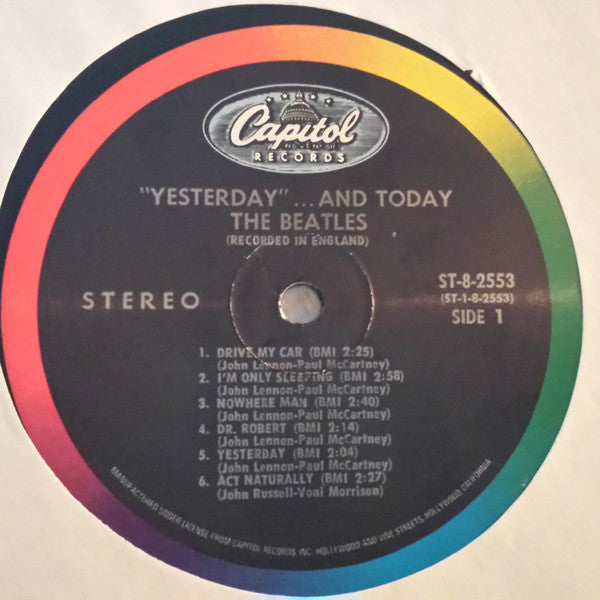 Capitol
RECORDS
"YESTERDAY"... AND TODAY
THE BEATLES
(RECORDED IN ENGLAND)
STEREO
ST-8-2553
(ST-1-8-2553)
SIDE 1
1. DRIVE MY CAR (BMI 2:25)
(John Lennon-Paul McCartney)
2. I'M ONLY SLEEPING (BMI 2:58)
(John Lennon-Paul McCartney)
3. NOWHERE MAN (BMI 2:40)
(John Lennon-Paul McCartney)
4. DR. ROBERT (BMI 2:14)
(John Lennon-Paul McCartney)
5. YESTERDAY (BMI 2:04)
(John Lennon-Paul McCartney)
6. ACT NATURALLY (BMI 2:27)
(John Russell-Voni Morrison)
MANUFACTURED UNDER LICENSE FROM CAPITOL RECORDS INC. HOLLYWOOD AND VINE STREETS, HOLLYWOOD, CALIFORNIA